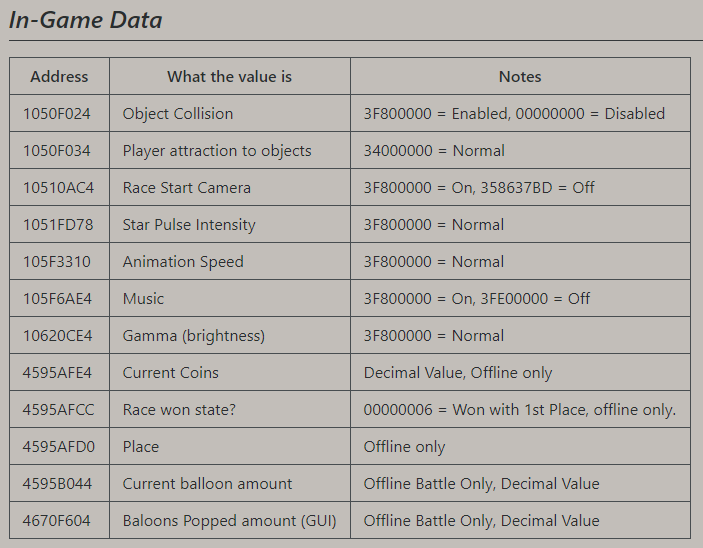 In-Game Data
Address What the value is Notes
1050F024 Object Collision 3F800000 = Enabled, 00000000 = Disabled
1050F034 Player attraction to objects 34000000 = Normal
10510AC4 Race Start Camera 3F800000 = On, 358637BD = Off
1051FD78 Star Pulse Intensity 3F800000 = Normal
105F3310 Animation Speed 3F800000 = Normal
105F6AE4 Music 3F800000 = On, 3FE00000 = Off
10620CE4 Gamma (brightness) 3F800000 = Normal
4595AFE4 Current Coins Decimal Value, Offline only
4595AFCC Race won state? 00000006 = Won with 1st Place, offline only.
4595AFD0 Place Offline only
4595B044 Current balloon amount Offline Battle Only, Decimal Value
4670F604 Baloons Popped amount (GUI) Offline Battle Only, Decimal Value